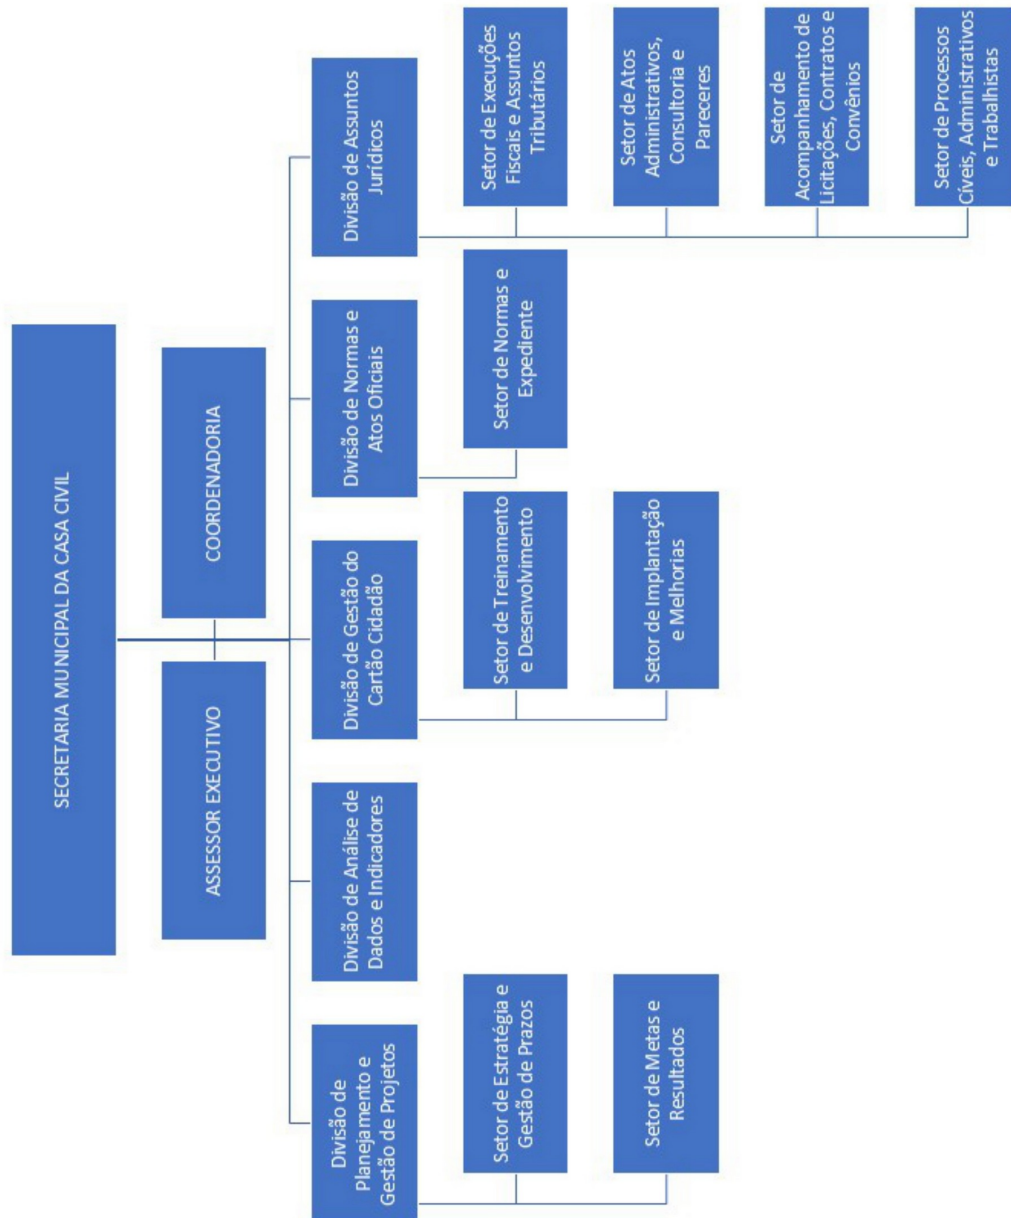 SECRETARIA MUNICIPAL DA CASA CIVIL
ASSESSOR EXECUTIVO
COORDENADORIA
Divisão de
Planejamento e
Gestão de Projetos
Divisão de Análise de
Dados e Indicadores
Divisão de Gestão do
Cartão Cidadão
Divisão de Normas e
Atos Oficiais
Divisão de Assuntos
Jurídicos
Setor de Estratégia e
Gestão de Prazos
Setor de Treinamento
e Desenvolvimento
Setor de Normas e
Expediente
Setor de Execuções
Fiscais e Assuntos
Tributários
Setor de Metas e
Resultados
Setor de Implantação
e Melhorias
Setor de Atos
Administrativos,
Consultoria e
Pareceres
Setor de
Acompanhamento de
Licitações, Contratos e
Convênios
Setor de Processos
Cíveis, Administrativos
e Trabalhistas